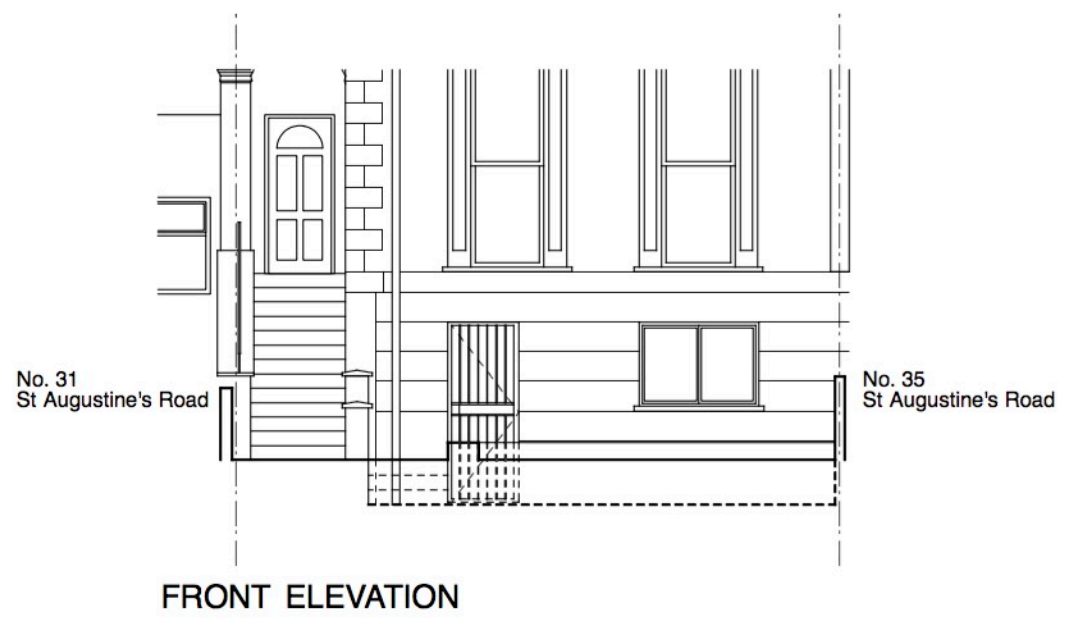 No. 31
St Augustine's Road
No. 35
St Augustine's Road
FRONT ELEVATION